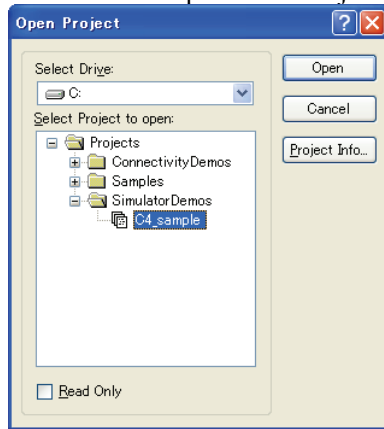 Open Project
Select Drive:
C:
Open
Cancel
Project Info...
Select Project to open:
Projects
ConnectivityDemos
Samples
SimulatorDemos
C4_sample
Read Only